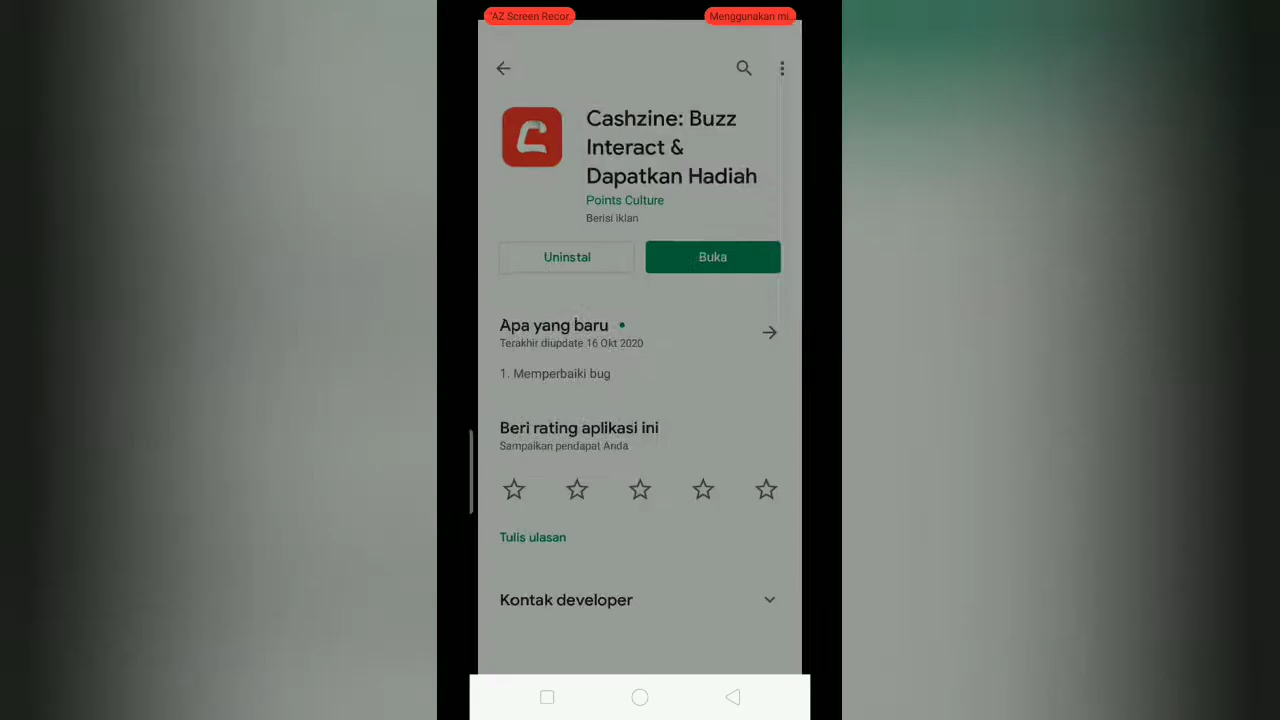 'AZ Screen Recor
Menggunakan mi...
Cashzine: Buzz
Interact &
Dapatkan Hadiah
Points Culture
Berisi iklan
Uninstal
Buka
Apa yang baru
Terakhir diupdate 16 Okt 2020
1. Memperbaiki bug
Beri rating aplikasi ini
Sampaikan pendapat Anda
Tulis ulasan
Kontak developer